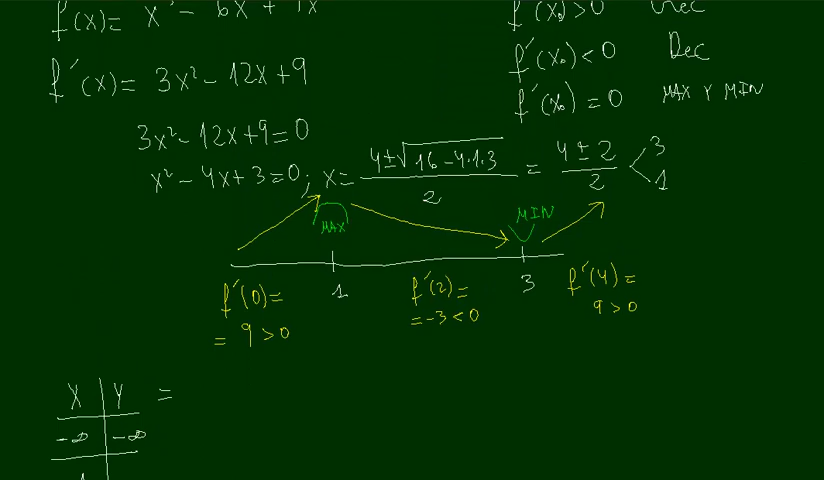 f(x)= x³ - 6x² + 9x
f'(x)= 3x² - 12x + 9
3x² - 12x + 9 = 0
x² - 4x + 3 = 0; x = 4 ± √16 - 4·1·3 / 2 = 4 ± 2 / 2 < 3 1
f'(x₀) > 0 Crec
f'(x₀) < 0 Dec
f'(x₀) = 0 MAX Y MIN
MAX MIN
1 3
f'(0) = = 9 > 0
f'(2) = = -3 < 0
f'(4) = 9 > 0
X Y =
-∞ -∞